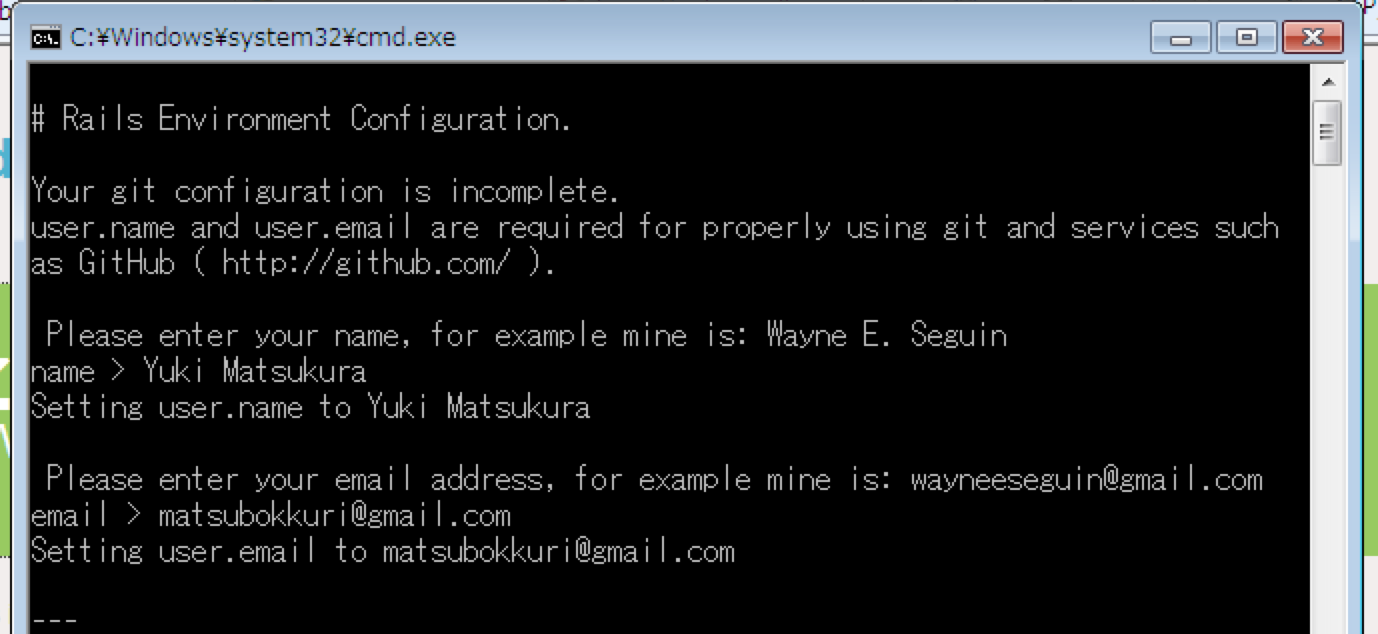 C:¥Windows¥system32¥cmd.exe
# Rails Environment Configuration.
Your git configuration is incomplete.
user.name and user.email are required for properly using git and services such
as GitHub ( http://github.com/ ).
Please enter your name, for example mine is: Wayne E. Seguin
name > Yuki Matsukura
Setting user.name to Yuki Matsukura
Please enter your email address, for example mine is: wayneeseguin@gmail.com
email > matsubokkuri@gmail.com
Setting user.email to matsubokkuri@gmail.com
---